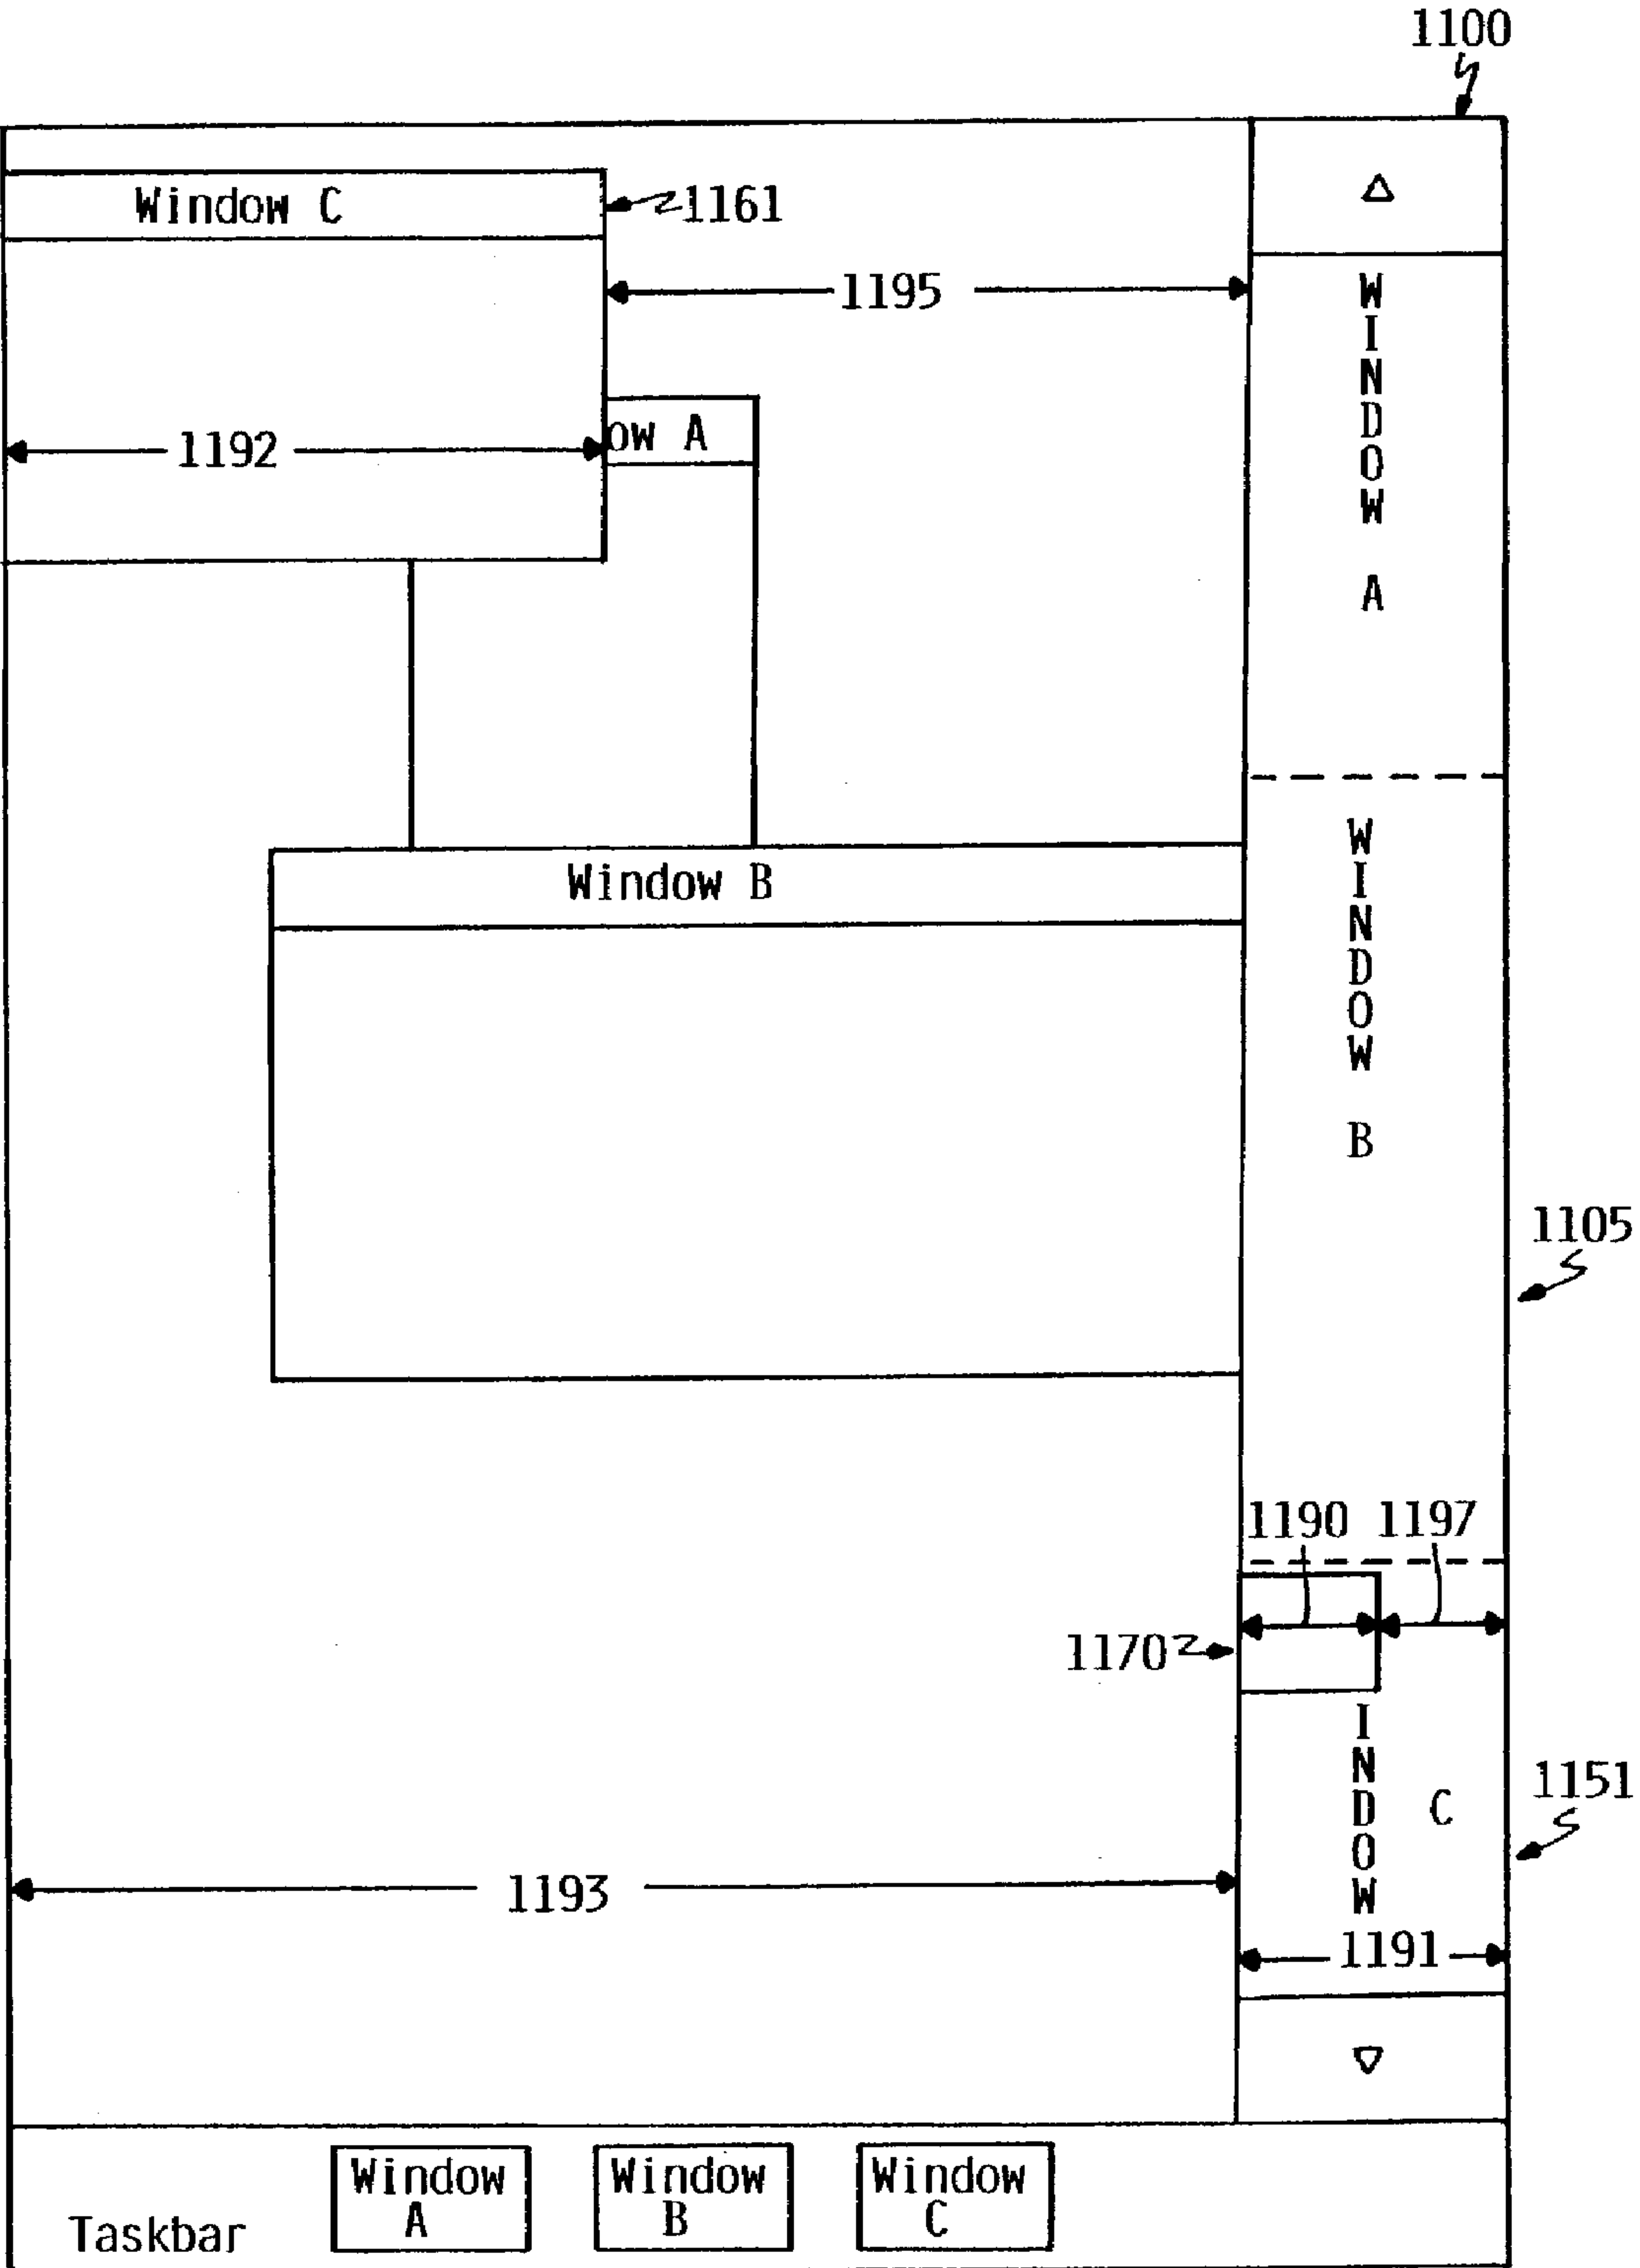 1100
Window C
1161
1195
ow A
1192
WINDOW A
Window B
WINDOW B
1105
1190 1197
1170
INDOW C
1151
1193
1191
Taskbar
Window
A
Window
B
Window
C